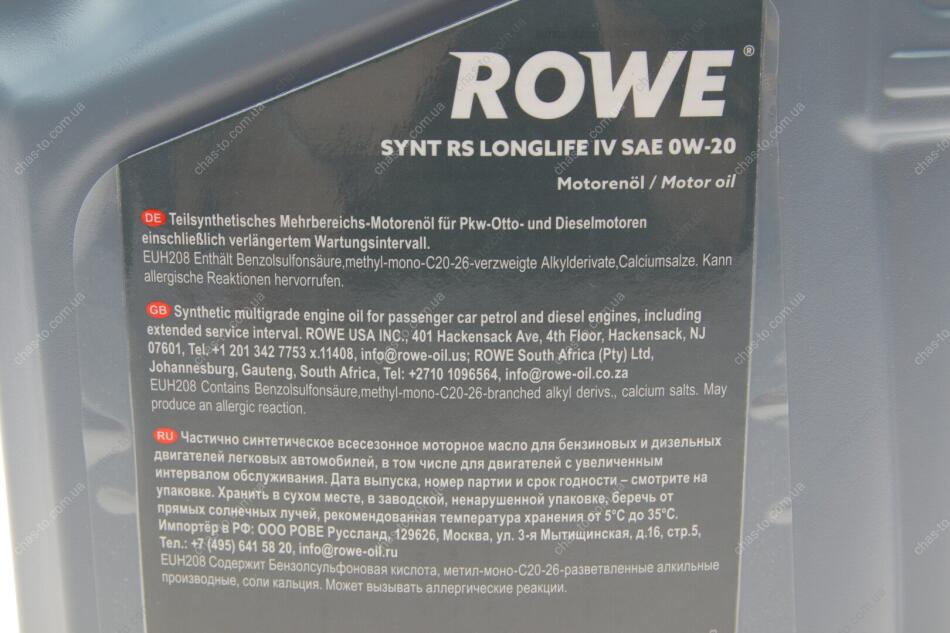 ROWE®
SYNT RS LONGLIFE IV SAE 0W-20
Motorenöl / Motor oil
DE Teilsynthetisches Mehrbereichs-Motorenöl für Pkw-Otto- und Dieselmotoren
einschließlich verlängertem Wartungsintervall.
EUH208 Enthält Benzolsulfonsäure,methyl-mono-C20-26-verzweigte Alkylderivate,Calciumsalze. Kann
allergische Reaktionen hervorrufen.
GB Synthetic multigrade engine oil for passenger car petrol and diesel engines, including
extended service interval. ROWE USA INC., 401 Hackensack Ave, 4th Floor, Hackensack, NJ
07601, Tel. +1 201 342 7753 x.11408, info@rowe-oil.us; ROWE South Africa (Pty) Ltd,
Johannesburg, Gauteng, South Africa, Tel: +2710 1096564, info@rowe-oil.co.za
EUH208 Contains Benzolsulfonsäure,methyl-mono-C20-26-branched alkyl derivs., calcium salts. May
produce an allergic reaction.
RU Частично синтетическое всесезонное моторное масло для бензиновых и дизельных
двигателей легковых автомобилей, в том числе для двигателей с увеличенным
интервалом обслуживания. Дата выпуска, номер партии и срок годности – смотрите на
упаковке. Хранить в сухом месте, в заводской, ненарушенной упаковке, беречь от
прямых солнечных лучей, рекомендованная температура хранения от 5°C до 35°C.
Импортёр в РФ: ООО РОВЕ Руссланд, 129626, Москва, ул. 3-я Мытищинская, д.16, стр.5,
Тел.: +7 (495) 641 58 20, info@rowe-oil.ru
EUH208 Содержит Бензолсульфоновая кислота, метил-моно-C20-26-разветвленные алкильные
производные, соли кальция. Может вызывать аллергические реакции.
chas-to.com.ua